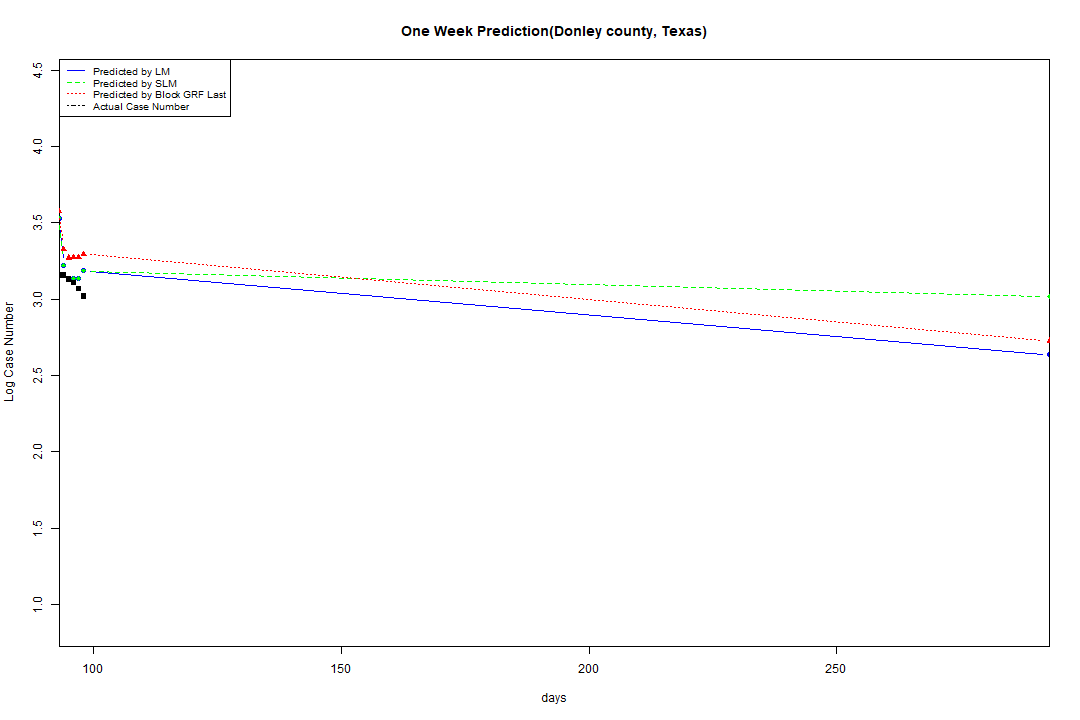 One Week Prediction(Donley county, Texas)
Predicted by LM
Predicted by SLM
Predicted by Block GRF Last
Actual Case Number
4.5
4.0
3.5
3.0
2.5
2.0
1.5
1.0
Log Case Number
100
150
200
250
days